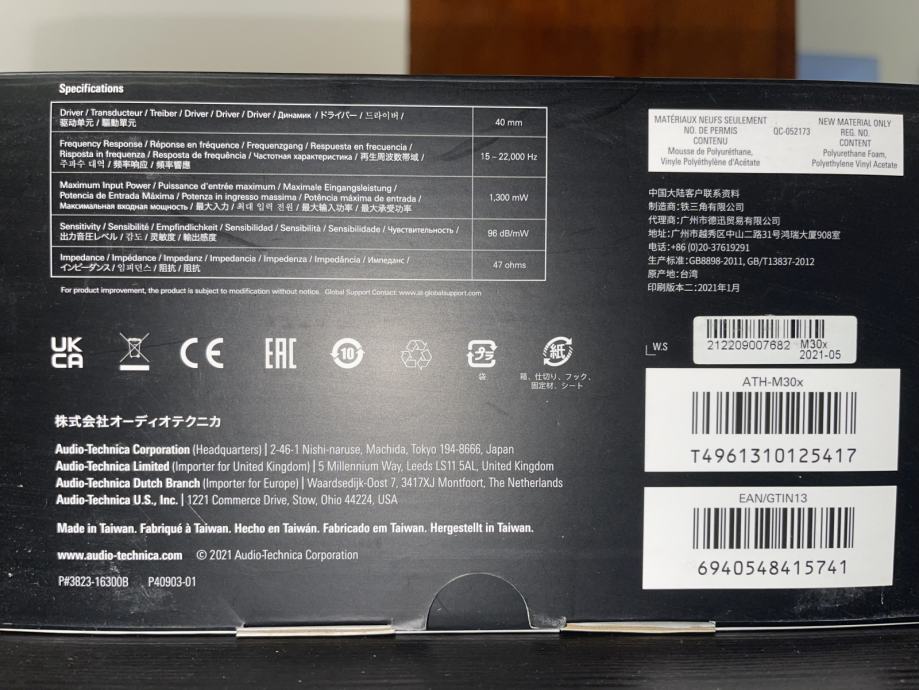 Specifications
Driver / Transducteur / Treiber / Driver / Driver / Driver / Динамик / ドライバー / 드라이버 /
驱动单元 / 驅動單元
40 mm
Frequency Response / Réponse en fréquence / Frequenzgang / Respuesta en frecuencia /
Risposta in frequenza / Resposta de frequência / Частотная характеристика / 再生周波数帯域 /
주파수 대역 / 频率响应 / 頻率響應
15 – 22,000 Hz
Maximum Input Power / Puissance d'entrée maximum / Maximale Eingangsleistung /
Potencia de Entrada Máxima / Potenza in ingresso massima / Potência máxima de entrada /
Максимальная входная мощность / 最大入力 / 최대 입력 전원 / 最大输入功率 / 最大承受功率
1,300 mW
Sensitivity / Sensibilité / Empfindlichkeit / Sensibilidad / Sensibilità / Sensibilidade / Чувствительность /
出力音圧レベル / 감도 / 灵敏度 / 輸出感度
96 dB/mW
Impedance / Impédance / Impedanz / Impedancia / Impedenza / Impedância / Импеданс /
インピーダンス / 임피던스 / 阻抗 / 阻抗
47 ohms
For product improvement, the product is subject to modification without notice. Global Support Contact: www.at-globalsupport.com
MATÉRIAUX NEUFS SEULEMENT
NO. DE PERMIS
CONTENU
Mousse de Polyuréthane,
Vinyle Polyéthylène d'Acétate
QC-052173
NEW MATERIAL ONLY
REG. NO.
CONTENT
Polyurethane Foam,
Polyethylene Vinyl Acetate
中国大陆客户联系资料
制造商：铁三角有限公司
代理商：广州市德迅贸易有限公司
地址：广州市越秀区中山二路31号鸿瑞大厦908室
电话：+86 (0)20-37619291
生产标准：GB8898-2011, GB/T13837-2012
原产地：台湾
印刷版本二：2021年1月
UK
CA
CE
EAC
10
プラ
袋
紙
箱、仕切り、フック、
固定材、シート
W.S
212209007682 M30x
2021-05
ATH-M30x
T4961310125417
EAN/GTIN13
6940548415741
株式会社オーディオテクニカ
Audio-Technica Corporation (Headquarters) | 2-46-1 Nishi-naruse, Machida, Tokyo 194-8666, Japan
Audio-Technica Limited (Importer for United Kingdom) | 5 Millennium Way, Leeds LS11 5AL, United Kingdom
Audio-Technica Dutch Branch (Importer for Europe) | Waardsedijk-Oost 7, 3417XJ Montfoort, The Netherlands
Audio-Technica U.S., Inc. | 1221 Commerce Drive, Stow, Ohio 44224, USA
Made in Taiwan. Fabriqué à Taiwan. Hecho en Taiwán. Fabricado em Taiwan. Hergestellt in Taiwan.
www.audio-technica.com © 2021 Audio-Technica Corporation
P#3823-16300B P40903-01